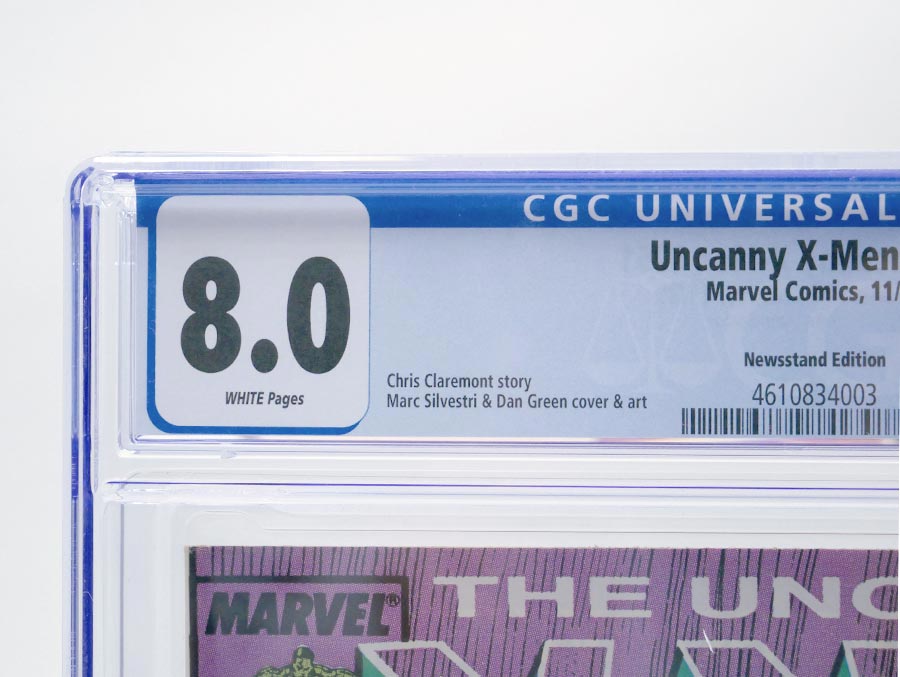 CGC UNIVERSAL
8.0
WHITE Pages
Uncanny X-Men
Marvel Comics, 11/
Newsstand Edition
Chris Claremont story
Marc Silvestri & Dan Green cover & art
4610834003
MARVEL®
THE UNC